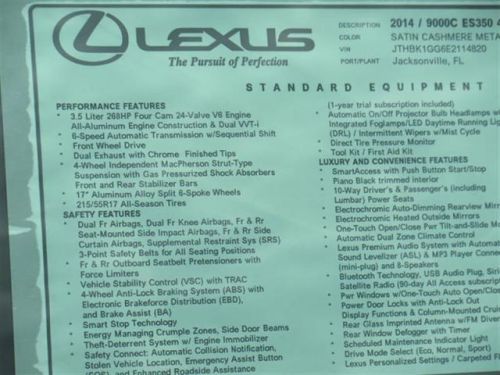 LEXUS
The Pursuit of Perfection
DESCRIPTION 2014 / 9000C ES350 4
COLOR SATIN CASHMERE META
VIN JTHBK1GG6E2114820
PORT/PLANT Jacksonville, FL
STANDARD EQUIPMENT
PERFORMANCE FEATURES
* 3.5 Liter 268HP Four Cam 24-Valve V6 Engine
All-Aluminum Engine Construction & Dual VVT-i
* 6-Speed Automatic Transmission w/Sequential Shift
* Front Wheel Drive
* Dual Exhaust with Chrome Finished Tips
* 4-Wheel Independent MacPherson Strut-Type
Suspension with Gas Pressurized Shock Absorbers
Front and Rear Stabilizer Bars
* 17" Aluminum Alloy Split 6-Spoke Wheels
* 215/55R17 All-Season Tires
SAFETY FEATURES
* Dual Fr Airbags, Dual Fr Knee Airbags, Fr & Rr
Seat-Mounted Side Impact Airbags, Fr & Rr Side
Curtain Airbags, Supplemental Restraint Sys (SRS)
3-Point Safety Belts for All Seating Positions
* Fr & Rr Outboard Seatbelt Pretensioners with
Force Limiters
* Vehicle Stability Control (VSC) with TRAC
* 4-Wheel Anti-Lock Braking System (ABS) with
Electronic Brakeforce Distribution (EBD),
and Brake Assist (BA)
* Smart Stop Technology
* Energy Managing Crumple Zones, Side Door Beams
* Theft-Deterrent System w/ Engine Immobilizer
* Safety Connect: Automatic Collision Notification,
Stolen Vehicle Location, Emergency Assist Button
(SOS), and Enhanced Roadside Assistance
(1-year trial subscription included)
* Automatic On/Off Projector Bulb Headlamps w
Integrated Foglamps/LED Daytime Running Lig
(DRL) / Intermittent Wipers w/Mist Cycle
* Direct Tire Pressure Monitor
* Tool Kit / First Aid Kit
LUXURY AND CONVENIENCE FEATURES
* SmartAccess with Push Button Start/Stop
* Piano Black trimmed interior
* 10-Way Driver's & Passenger's (including
Lumbar) Power Seats
* Electrochromic Auto-Dimming Rearview Mirr
* Electrochromic Heated Outside Mirrors
* One-Touch Open/Close Pwr Tilt-and-Slide Mo
* Automatic Dual Zone Climate Control
* Lexus Premium Audio System with Automati
Sound Levelizer (ASL) & MP3 Player Connec
(mini-plug) and 8-Speakers
* Bluetooth Technology, USB Audio Plug, Sir
Satellite Radio (90-day All Access subscrip
* Pwr Windows w/One-Touch Auto Open/Clos
* Power Door Locks with Anti-Lock Out
* Display Functions & Column-Mounted Cruis
* Rear Glass Imprinted Antenna w/FM Diver
* Rear Window Defogger with Timer
* Scheduled Maintenance Indicator Light
* Drive Mode Select (Eco, Normal, Sport)
* Lexus Personalized Settings / Carpeted Fl